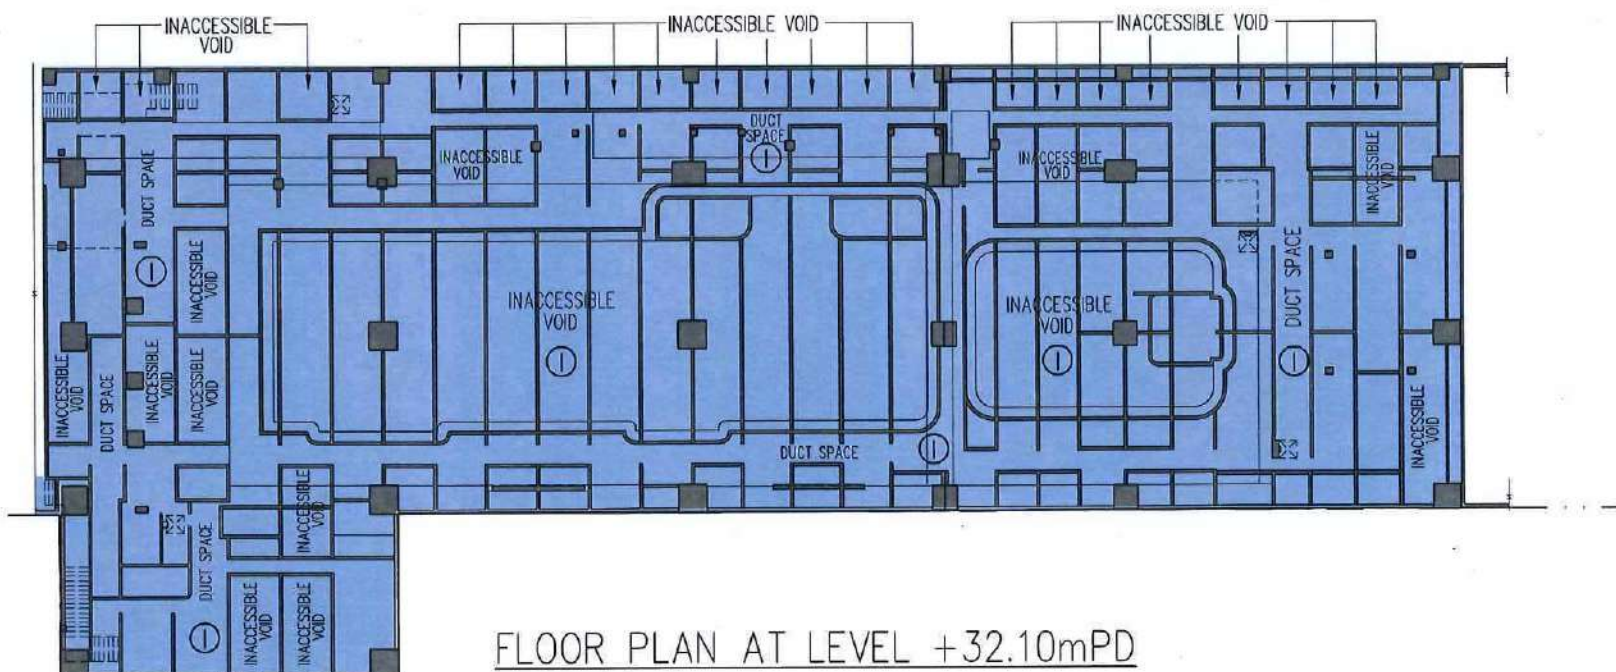 INACCESSIBLE
VOID
INACCESSIBLE VOID
INACCESSIBLE VOID
DUCT
SPACE
INACCESSIBLE
VOID
INACCESSIBLE
VOID
INACCESSIBLE
VOID
DUCT SPACE
INACCESSIBLE
VOID
DUCT SPACE
INACCESSIBLE
VOID
INACCESSIBLE
VOID
INACCESSIBLE
VOID
DUCT SPACE
INACCESSIBLE
VOID
INACCESSIBLE
VOID
INACCESSIBLE
VOID
DUCT SPACE
INACCESSIBLE
VOID
DUCT SPACE
INACCESSIBLE
VOID
INACCESSIBLE
VOID
FLOOR PLAN AT LEVEL +32.10mPD